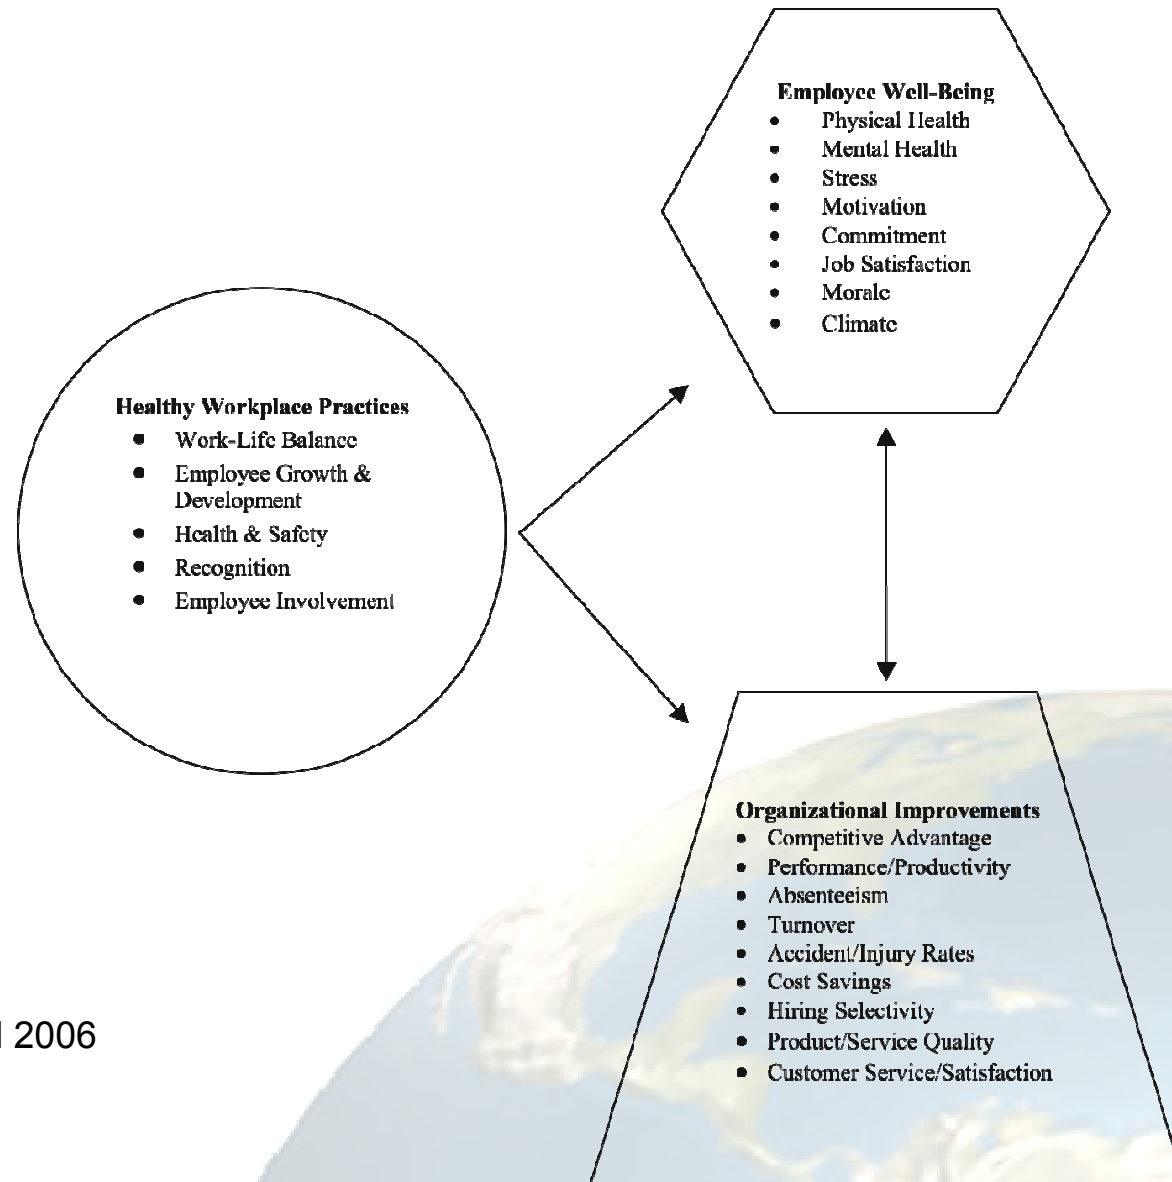 Employee Well-Being
• Physical Health
• Mental Health
• Stress
• Motivation
• Commitment
• Job Satisfaction
• Morale
• Climate
Healthy Workplace Practices
• Work-Life Balance
• Employee Growth &
Development
• Health & Safety
• Recognition
• Employee Involvement
Organizational Improvements
• Competitive Advantage
• Performance/Productivity
• Absenteeism
• Turnover
• Accident/Injury Rates
• Cost Savings
• Hiring Selectivity
• Product/Service Quality
• Customer Service/Satisfaction
2006